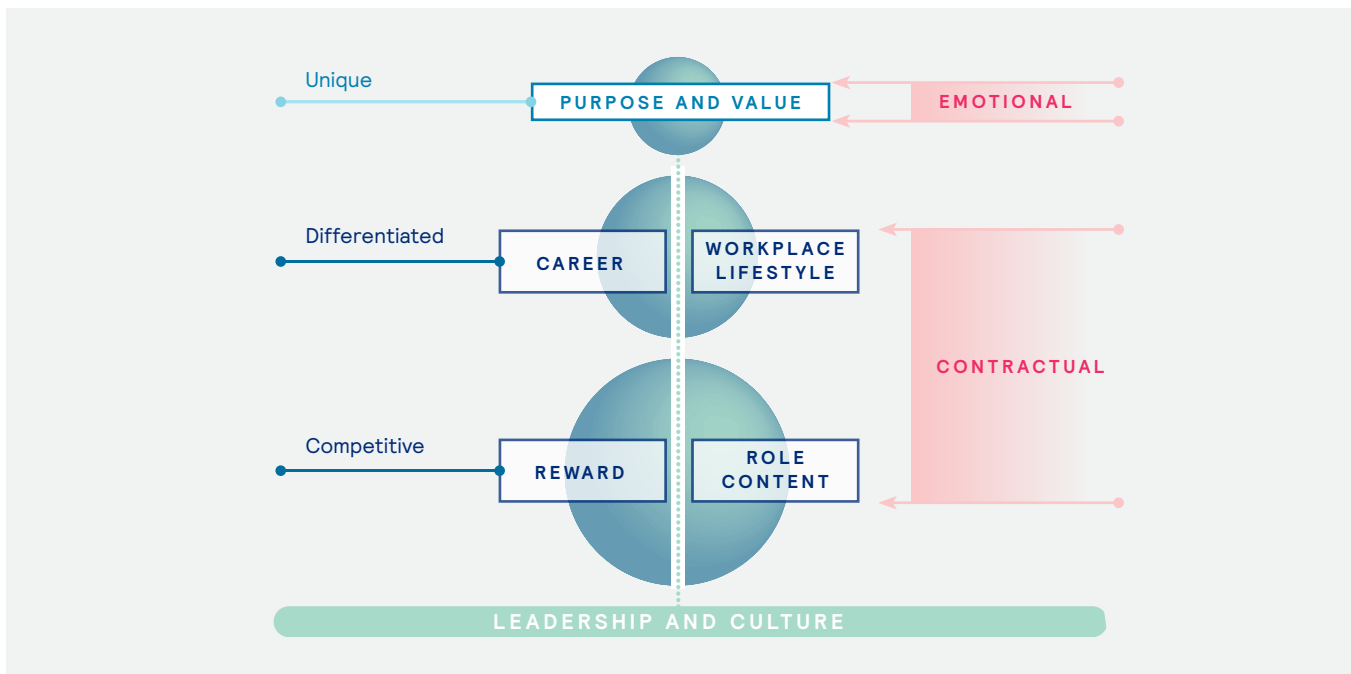 Unique
PURPOSE AND VALUE
EMOTIONAL
Differentiated
CAREER
WORKPLACE
LIFESTYLE
CONTRACTUAL
Competitive
REWARD
ROLE
CONTENT
LEADERSHIP AND CULTURE